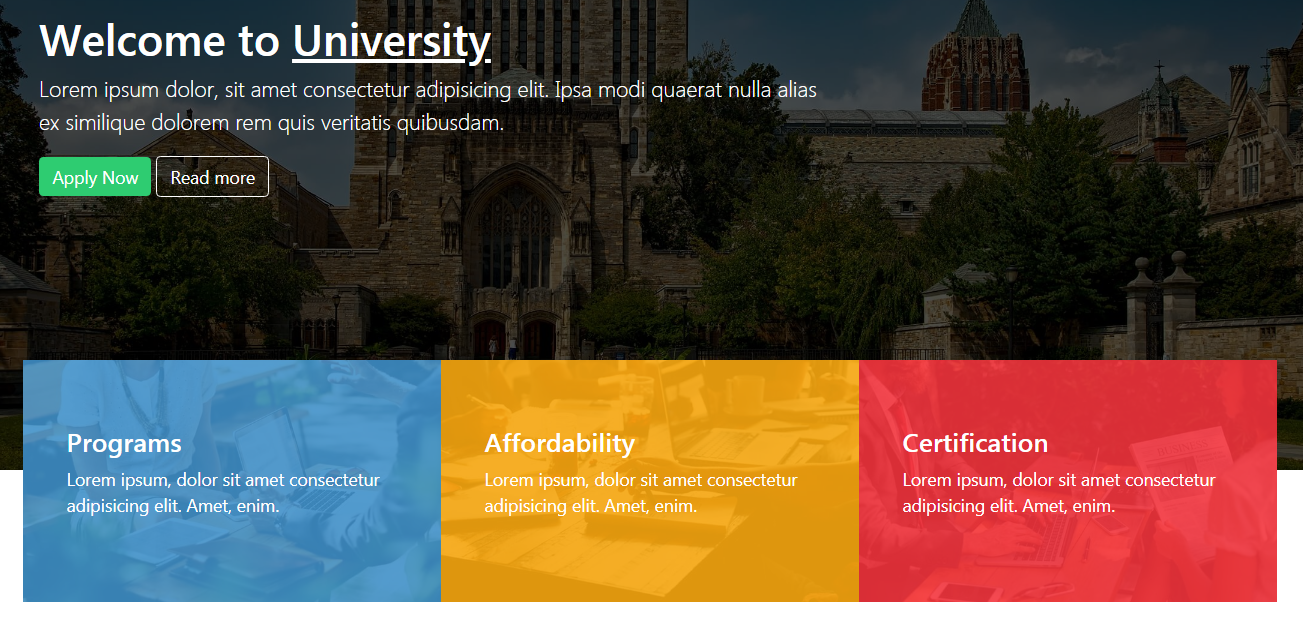 Welcome to University
Lorem ipsum dolor, sit amet consectetur adipisicing elit. Ipsa modi quaerat nulla alias
ex similique dolorem rem quis veritatis quibusdam.
Apply Now
Read more
Programs
Lorem ipsum, dolor sit amet consectetur
adipisicing elit. Amet, enim.
Affordability
Lorem ipsum, dolor sit amet consectetur
adipisicing elit. Amet, enim.
Certification
Lorem ipsum, dolor sit amet consectetur
adipisicing elit. Amet, enim.